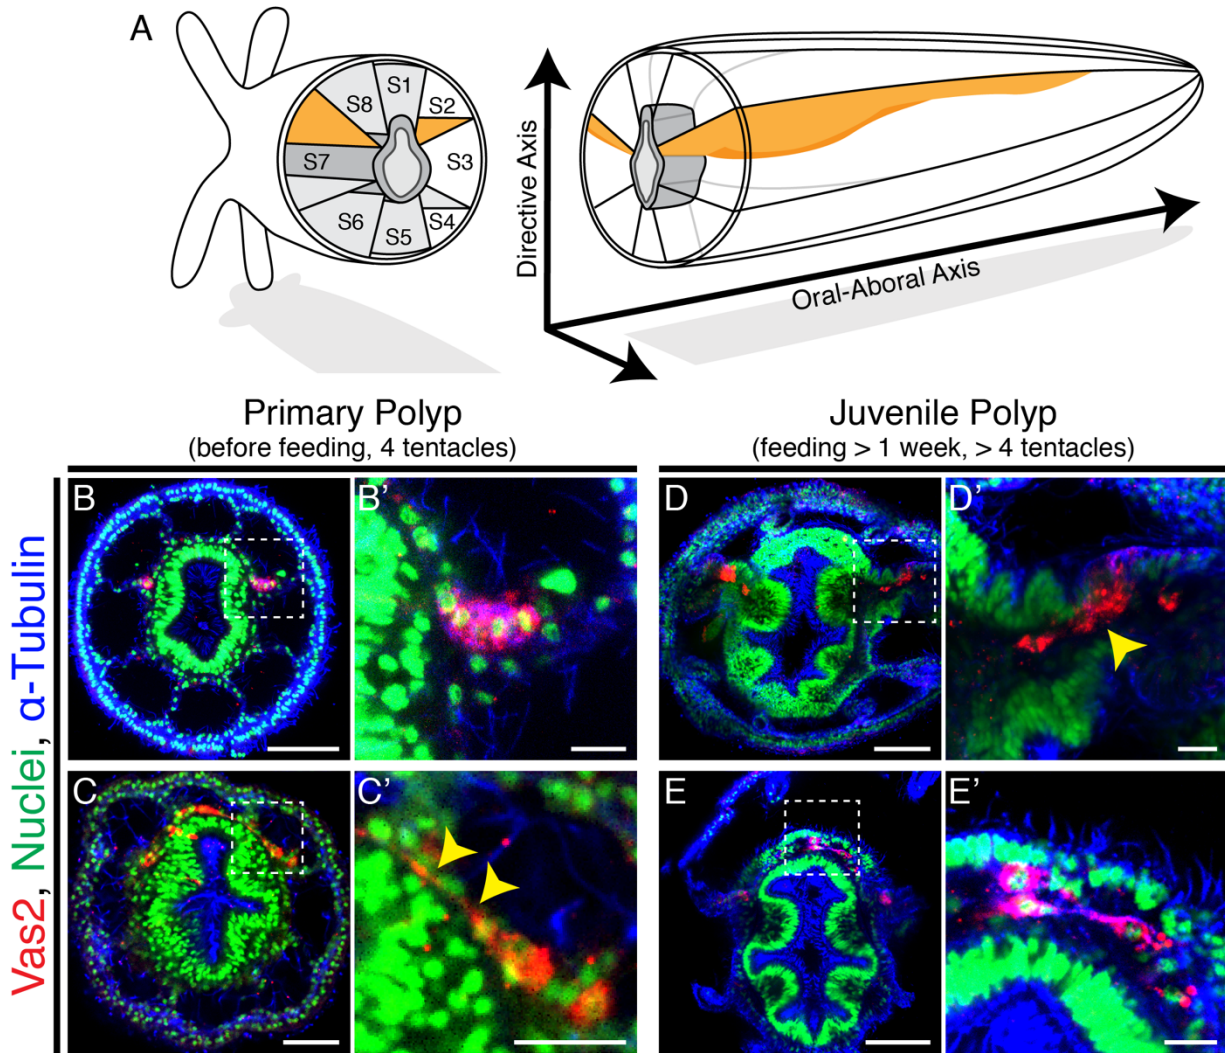 A
S1
S2
S3
S4
S5
S6
S7
S8
Directive Axis
Oral-Aboral Axis
Primary Polyp
(before feeding, 4 tentacles)
Juvenile Polyp
(feeding > 1 week, > 4 tentacles)
Vas2, Nuclei, α-Tubulin
B
B'
D
D'
C
C'
E
E'